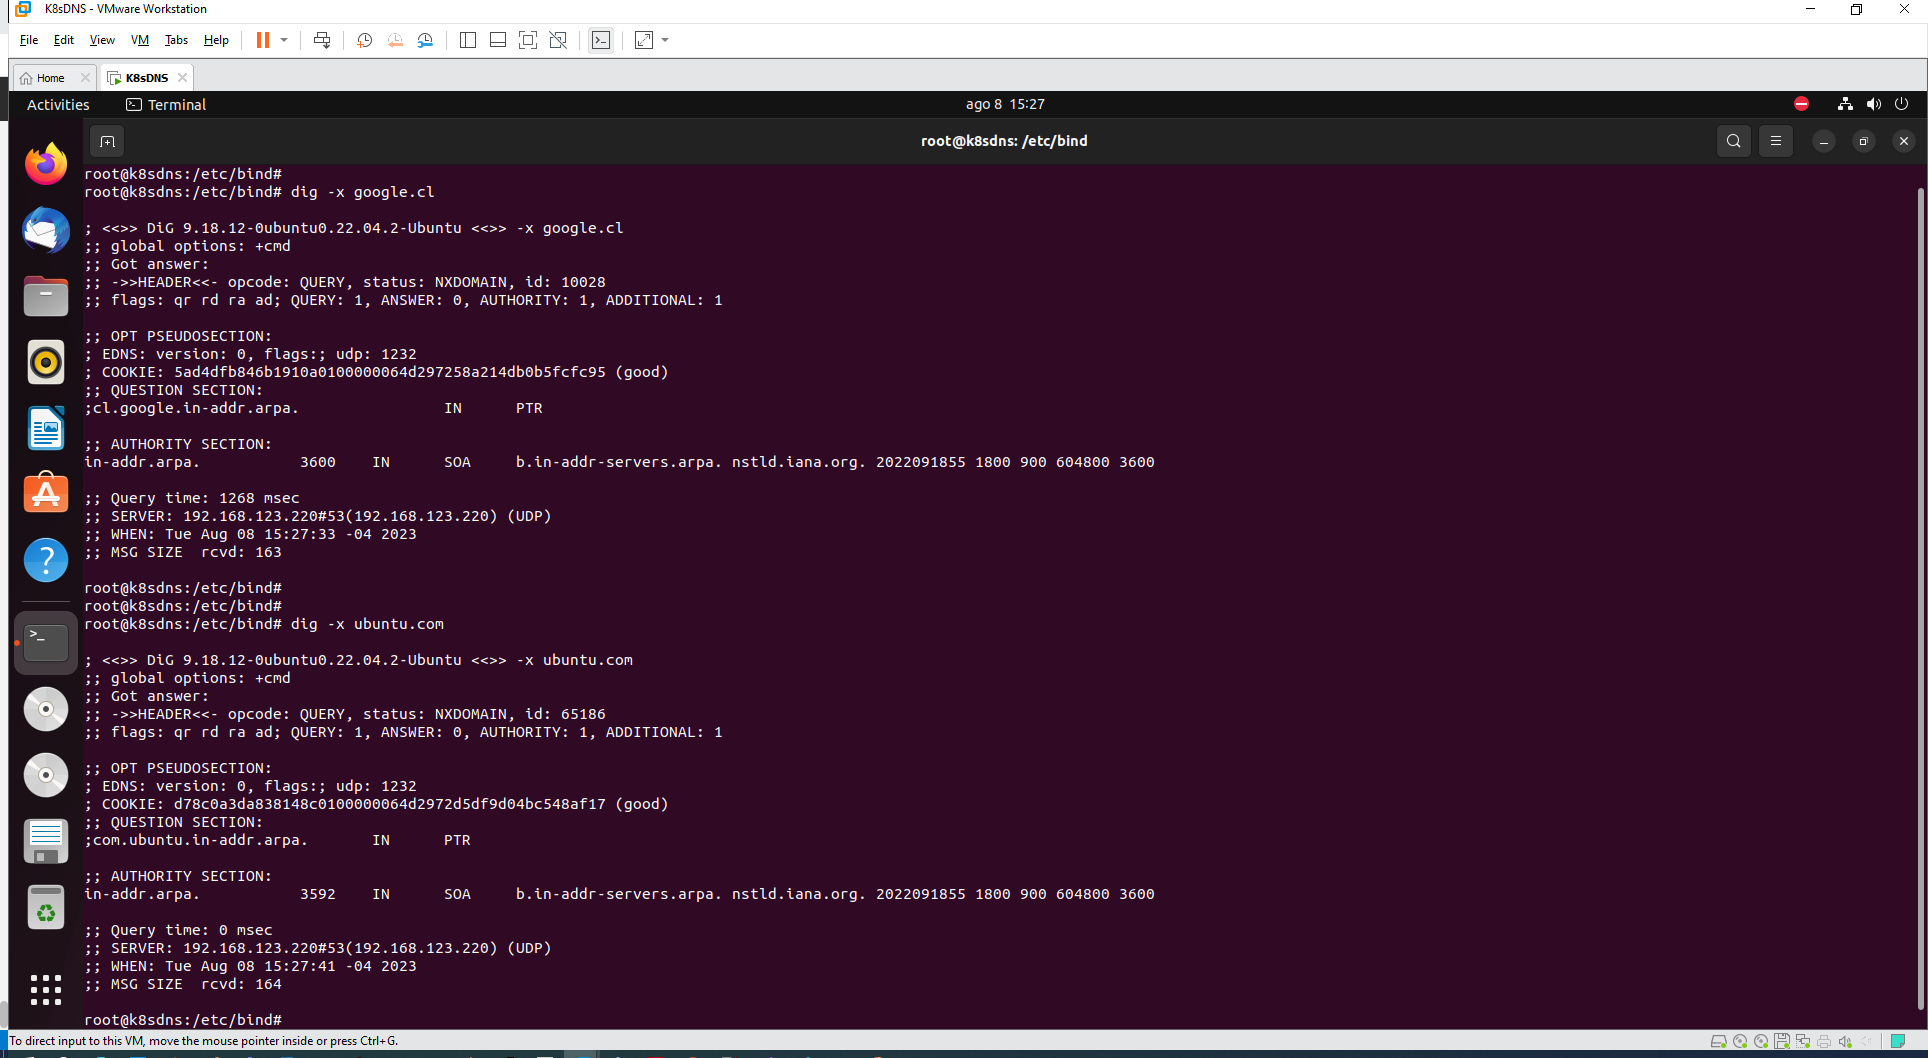 K8sDNS - VMware Workstation
File Edit View VM Tabs Help
Home K8sDNS
Activities Terminal ago 8 15:27
root@k8sdns: /etc/bind
root@k8sdns:/etc/bind#
root@k8sdns:/etc/bind# dig -x google.cl
; <<>> DiG 9.18.12-0ubuntu0.22.04.2-Ubuntu <<>> -x google.cl
;; global options: +cmd
;; Got answer:
;; ->>HEADER<<- opcode: QUERY, status: NXDOMAIN, id: 10028
;; flags: qr rd ra ad; QUERY: 1, ANSWER: 0, AUTHORITY: 1, ADDITIONAL: 1
;; OPT PSEUDOSECTION:
; EDNS: version: 0, flags:; udp: 1232
; COOKIE: 5ad4dfb846b1910a0100000064d297258a214db0b5fcfc95 (good)
;; QUESTION SECTION:
;cl.google.in-addr.arpa. IN PTR
;; AUTHORITY SECTION:
in-addr.arpa. 3600 IN SOA b.in-addr-servers.arpa. nstld.iana.org. 2022091855 1800 900 604800 3600
;; Query time: 1268 msec
;; SERVER: 192.168.123.220#53(192.168.123.220) (UDP)
;; WHEN: Tue Aug 08 15:27:33 -04 2023
;; MSG SIZE rcvd: 163
root@k8sdns:/etc/bind#
root@k8sdns:/etc/bind#
root@k8sdns:/etc/bind# dig -x ubuntu.com
; <<>> DiG 9.18.12-0ubuntu0.22.04.2-Ubuntu <<>> -x ubuntu.com
;; global options: +cmd
;; Got answer:
;; ->>HEADER<<- opcode: QUERY, status: NXDOMAIN, id: 65186
;; flags: qr rd ra ad; QUERY: 1, ANSWER: 0, AUTHORITY: 1, ADDITIONAL: 1
;; OPT PSEUDOSECTION:
; EDNS: version: 0, flags:; udp: 1232
; COOKIE: d78c0a3da838148c0100000064d2972d5df9d04bc548af17 (good)
;; QUESTION SECTION:
;com.ubuntu.in-addr.arpa. IN PTR
;; AUTHORITY SECTION:
in-addr.arpa. 3592 IN SOA b.in-addr-servers.arpa. nstld.iana.org. 2022091855 1800 900 604800 3600
;; Query time: 0 msec
;; SERVER: 192.168.123.220#53(192.168.123.220) (UDP)
;; WHEN: Tue Aug 08 15:27:41 -04 2023
;; MSG SIZE rcvd: 164
root@k8sdns:/etc/bind#
To direct input to this VM, move the mouse pointer inside or press Ctrl+G.